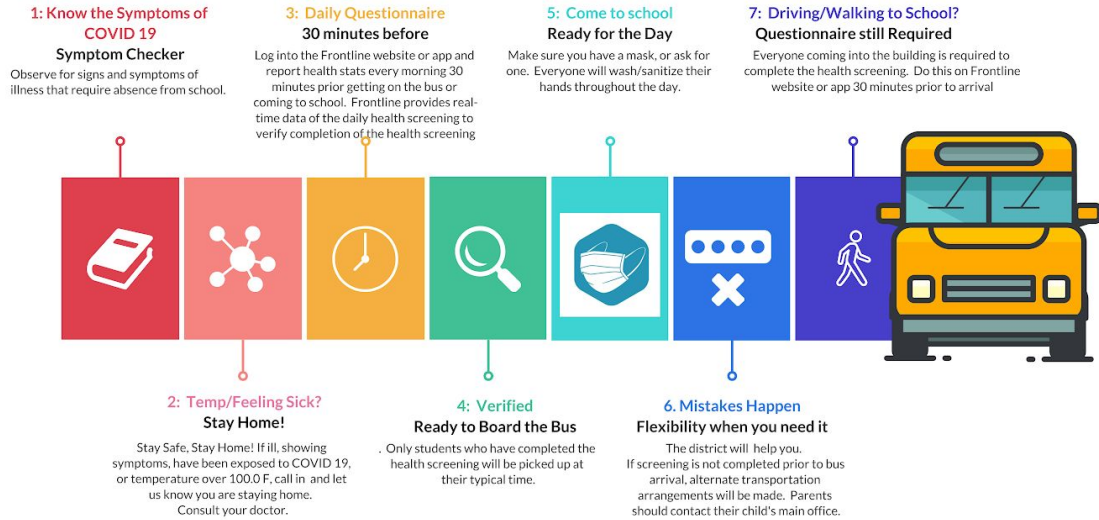 1: Know the Symptoms of
COVID 19
Symptom Checker
Observe for signs and symptoms of
illness that require absence from school.
2: Temp/Feeling Sick?
Stay Home!
Stay Safe, Stay Home! If ill, showing
symptoms, have been exposed to COVID 19,
or temperature over 100.0 F, call in and let
us know you are staying home.
Consult your doctor.
3: Daily Questionnaire
30 minutes before
Log into the Frontline website or app and
report health stats every morning 30
minutes prior getting on the bus or
coming to school. Frontline provides real-
time data of the daily health screening to
verify completion of the health screening
4: Verified
Ready to Board the Bus
. Only students who have completed the
health screening will be picked up at
their typical time.
5: Come to school
Ready for the Day
Make sure you have a mask, or ask for
one. Everyone will wash/sanitize their
hands throughout the day.
6. Mistakes Happen
Flexibility when you need it
The district will help you.
If screening is not completed prior to bus
arrival, alternate transportation
arrangements will be made. Parents
should contact their child's main office.
7: Driving/Walking to School?
Questionnaire still Required
Everyone coming into the building is required to
complete the health screening. Do this on Frontline
website or app 30 minutes prior to arrival